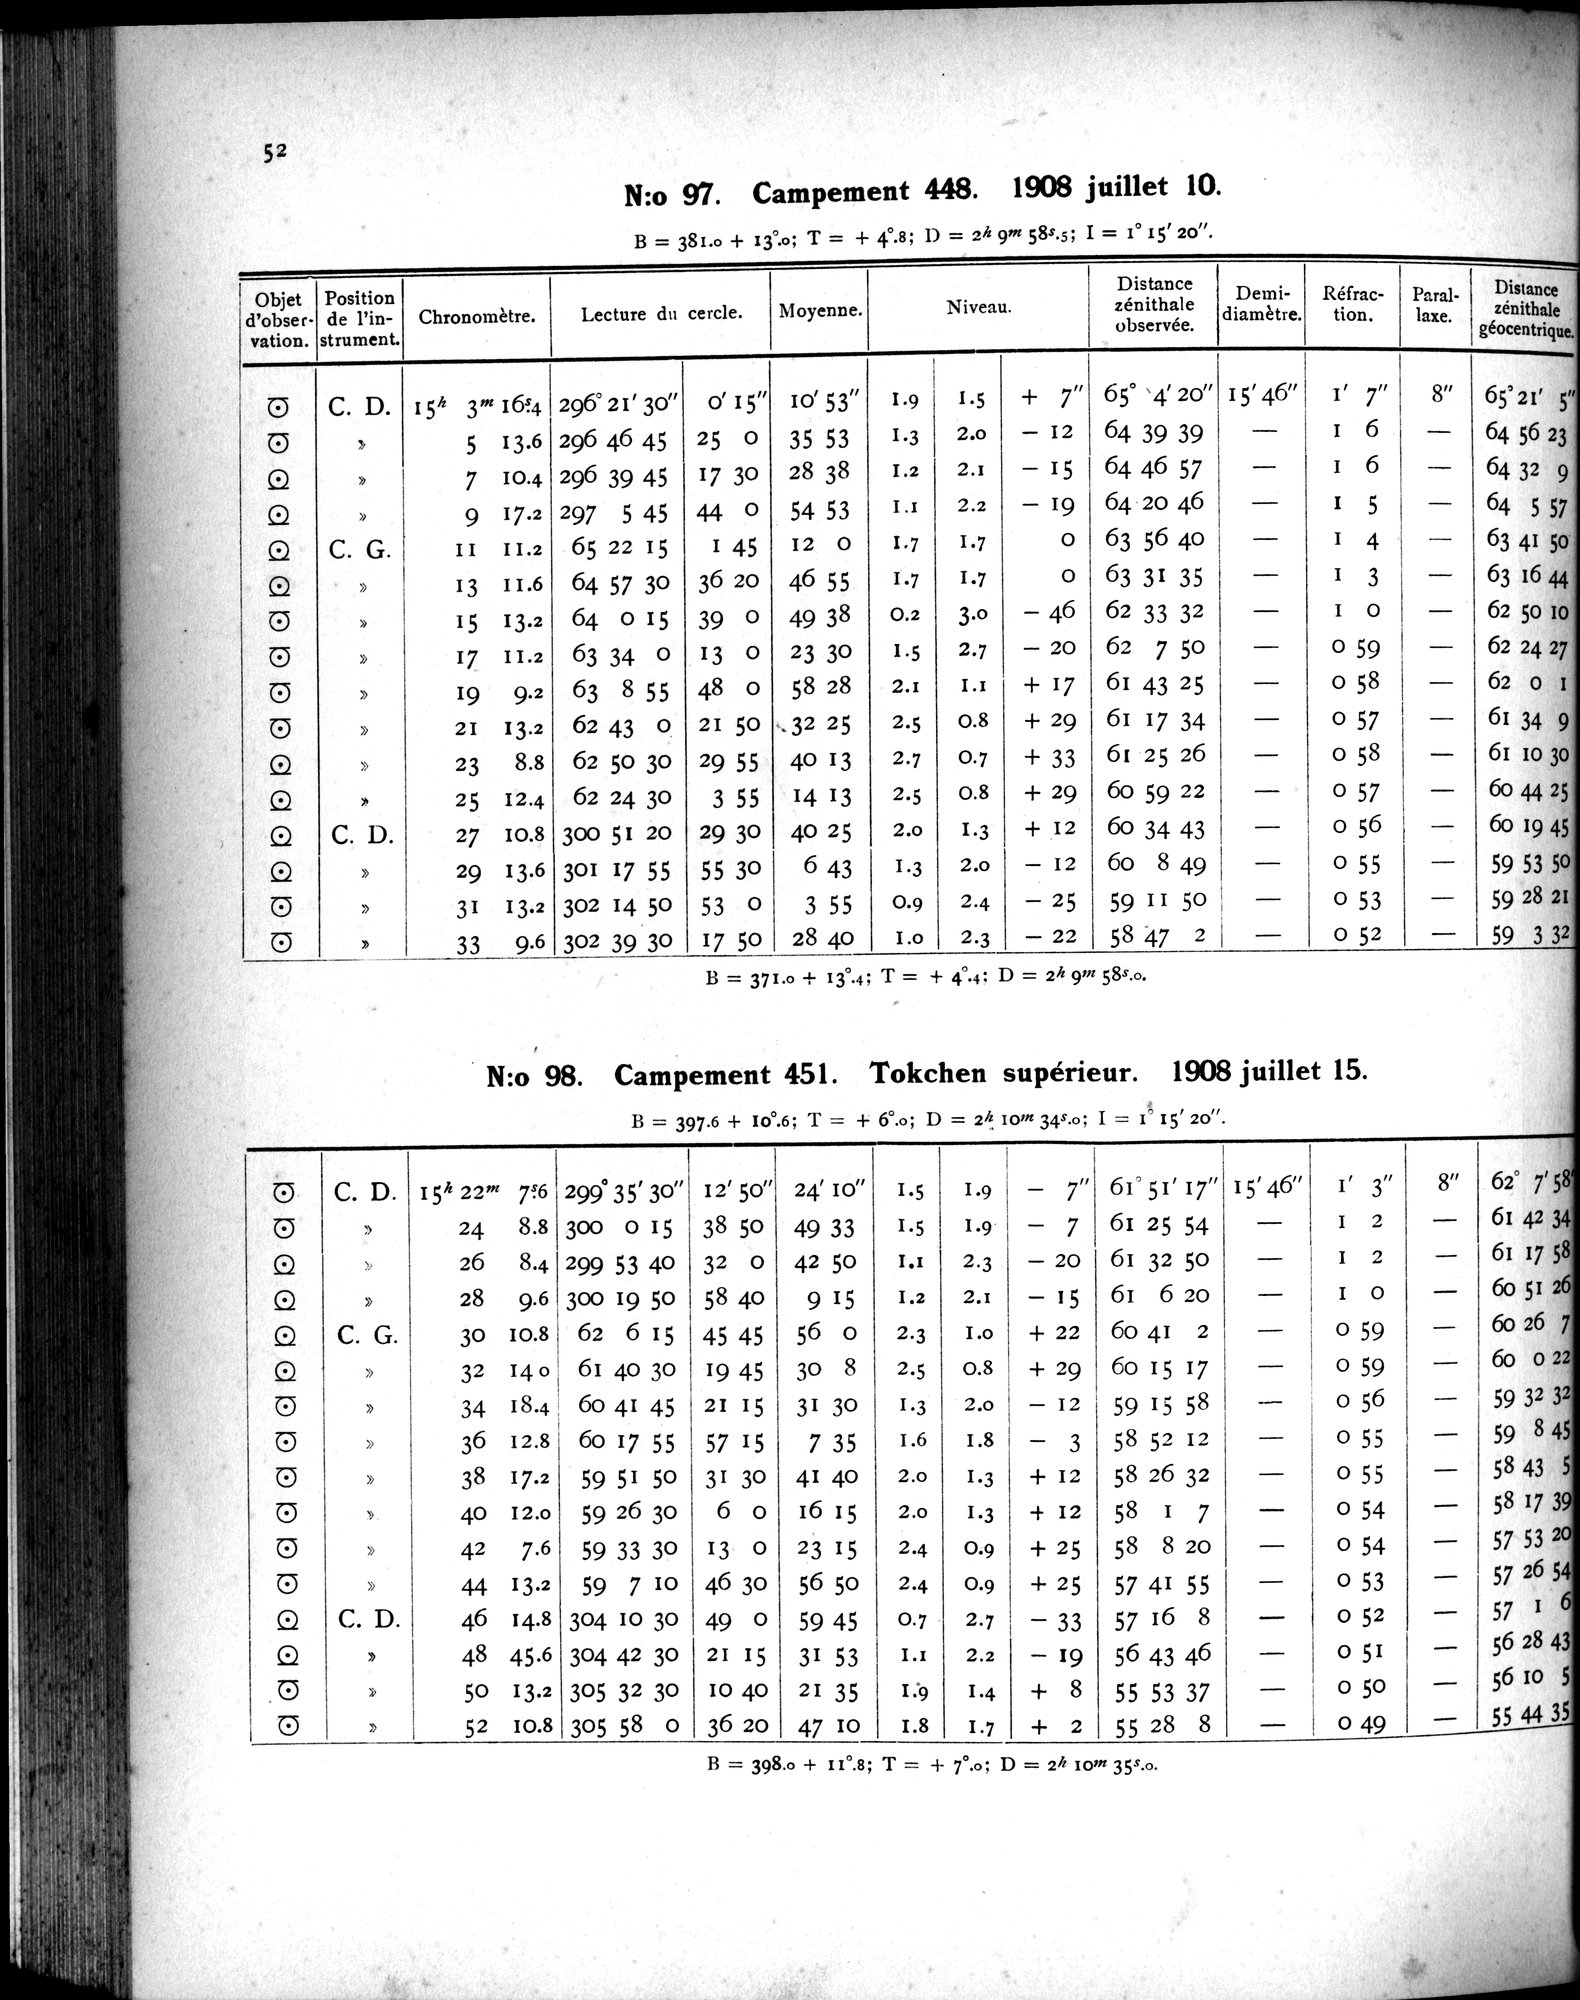 52
N:o 97. Campement 448. 1908 juillet 10.
B = 381.0 + 13°.0; T = + 4°.8; D = 2h 9m 58s.5; I = 1° 15′ 20″.
Objet d'observation. Position de l'instrument. Chronomètre. Lecture du cercle. Moyenne. Niveau. Distance zénithale observée. Demi-diamètre. Réfraction. Parallaxe. Distance zénithale géocentrique.
C. D. 15h 3m 16s.4 296° 21′ 30″ 0′ 15″ 10′ 53″ 1.9 1.5 + 7″ 65° 4′ 20″ 15′ 46″ 1′ 7″ 8″ 65° 21′ 5″
» 5 13.6 296 46 45 25 0 35 53 1.3 2.0 − 12 64 39 39 — 1 6 — 64 56 23
» 7 10.4 296 39 45 17 30 28 38 1.2 2.1 − 15 64 46 57 — 1 6 — 64 32 9
» 9 17.2 297 5 45 44 0 54 53 1.1 2.2 − 19 64 20 46 — 1 5 — 64 5 57
C. G. 11 11.2 65 22 15 1 45 12 0 1.7 1.7 0 63 56 40 — 1 4 — 63 41 50
» 13 11.6 64 57 30 36 20 46 55 1.7 1.7 0 63 31 35 — 1 3 — 63 16 44
» 15 13.2 64 0 15 39 0 49 38 0.2 3.0 − 46 62 33 32 — 1 0 — 62 50 10
» 17 11.2 63 34 0 13 0 23 30 1.5 2.7 − 20 62 7 50 — 0 59 — 62 24 27
» 19 9.2 63 8 55 48 0 58 28 2.1 1.1 + 17 61 43 25 — 0 58 — 62 0 1
» 21 13.2 62 43 0 21 50 32 25 2.5 0.8 + 29 61 17 34 — 0 57 — 61 34 9
» 23 8.8 62 50 30 29 55 40 13 2.7 0.7 + 33 61 25 26 — 0 58 — 61 10 30
» 25 12.4 62 24 30 3 55 14 13 2.5 0.8 + 29 60 59 22 — 0 57 — 60 44 25
C. D. 27 10.8 300 51 20 29 30 40 25 2.0 1.3 + 12 60 34 43 — 0 56 — 60 19 45
» 29 13.6 301 17 55 55 30 6 43 1.3 2.0 − 12 60 8 49 — 0 55 — 59 53 50
» 31 13.2 302 14 50 53 0 3 55 0.9 2.4 − 25 59 11 50 — 0 53 — 59 28 21
» 33 9.6 302 39 30 17 50 28 40 1.0 2.3 − 22 58 47 2 — 0 52 — 59 3 32
B = 371.0 + 13°.4; T = + 4°.4; D = 2h 9m 58s.0.
N:o 98. Campement 451. Tokchen supérieur. 1908 juillet 15.
B = 397.6 + 10°.6; T = + 6°.0; D = 2h 10m 34s.0; I = 1° 15′ 20″.
C. D. 15h 22m 7s.6 299° 35′ 30″ 12′ 50″ 24′ 10″ 1.5 1.9 − 7″ 61° 51′ 17″ 15′ 46″ 1′ 3″ 8″ 62° 7′ 58″
» 24 8.8 300 0 15 38 50 49 33 1.5 1.9 − 7 61 25 54 — 1 2 — 61 42 34
» 26 8.4 299 53 40 32 0 42 50 1.1 2.3 − 20 61 32 50 — 1 2 — 61 17 58
» 28 9.6 300 19 50 58 40 9 15 1.2 2.1 − 15 61 6 20 — 1 0 — 60 51 26
C. G. 30 10.8 62 6 15 45 45 56 0 2.3 1.0 + 22 60 41 2 — 0 59 — 60 26 7
» 32 14 0 61 40 30 19 45 30 8 2.5 0.8 + 29 60 15 17 — 0 59 — 60 0 22
» 34 18.4 60 41 45 21 15 31 30 1.3 2.0 − 12 59 15 58 — 0 56 — 59 32 32
» 36 12.8 60 17 55 57 15 7 35 1.6 1.8 − 3 58 52 12 — 0 55 — 59 8 45
» 38 17.2 59 51 50 31 30 41 40 2.0 1.3 + 12 58 26 32 — 0 55 — 58 43 5
» 40 12.0 59 26 30 6 0 16 15 2.0 1.3 + 12 58 1 7 — 0 54 — 58 17 39
» 42 7.6 59 33 30 13 0 23 15 2.4 0.9 + 25 58 8 20 — 0 54 — 57 53 20
» 44 13.2 59 7 10 46 30 56 50 2.4 0.9 + 25 57 41 55 — 0 53 — 57 26 54
C. D. 46 14.8 304 10 30 49 0 59 45 0.7 2.7 − 33 57 16 8 — 0 52 — 57 1 6
» 48 45.6 304 42 30 21 15 31 53 1.1 2.2 − 19 56 43 46 — 0 51 — 56 28 43
» 50 13.2 305 32 30 10 40 21 35 1.9 1.4 + 8 55 53 37 — 0 50 — 56 10 5
» 52 10.8 305 58 0 36 20 47 10 1.8 1.7 + 2 55 28 8 — 0 49 — 55 44 35
B = 398.0 + 11°.8; T = + 7°.0; D = 2h 10m 35s.0.